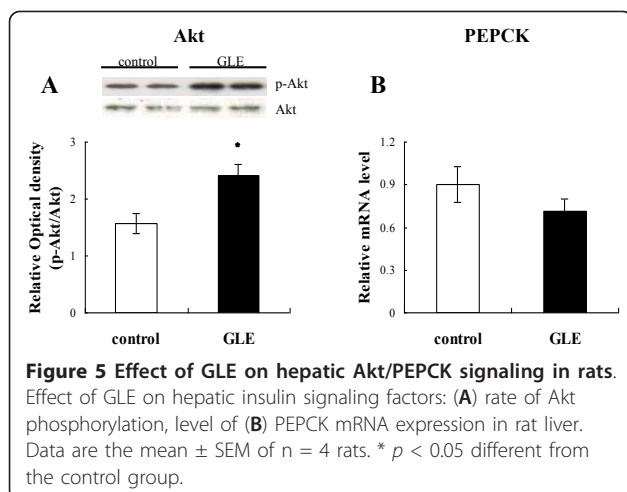 Akt
PEPCK
control GLE
A
p-Akt
Akt
B
Relative Optical density
(p-Akt/Akt)
3
2
1
0
*
control GLE
Relative mRNA level
1.2
0.9
0.6
0.3
0
control GLE
Figure 5 Effect of GLE on hepatic Akt/PEPCK signaling in rats.
Effect of GLE on hepatic insulin signaling factors: (A) rate of Akt
phosphorylation, level of (B) PEPCK mRNA expression in rat liver.
Data are the mean ± SEM of n = 4 rats. * p < 0.05 different from
the control group.